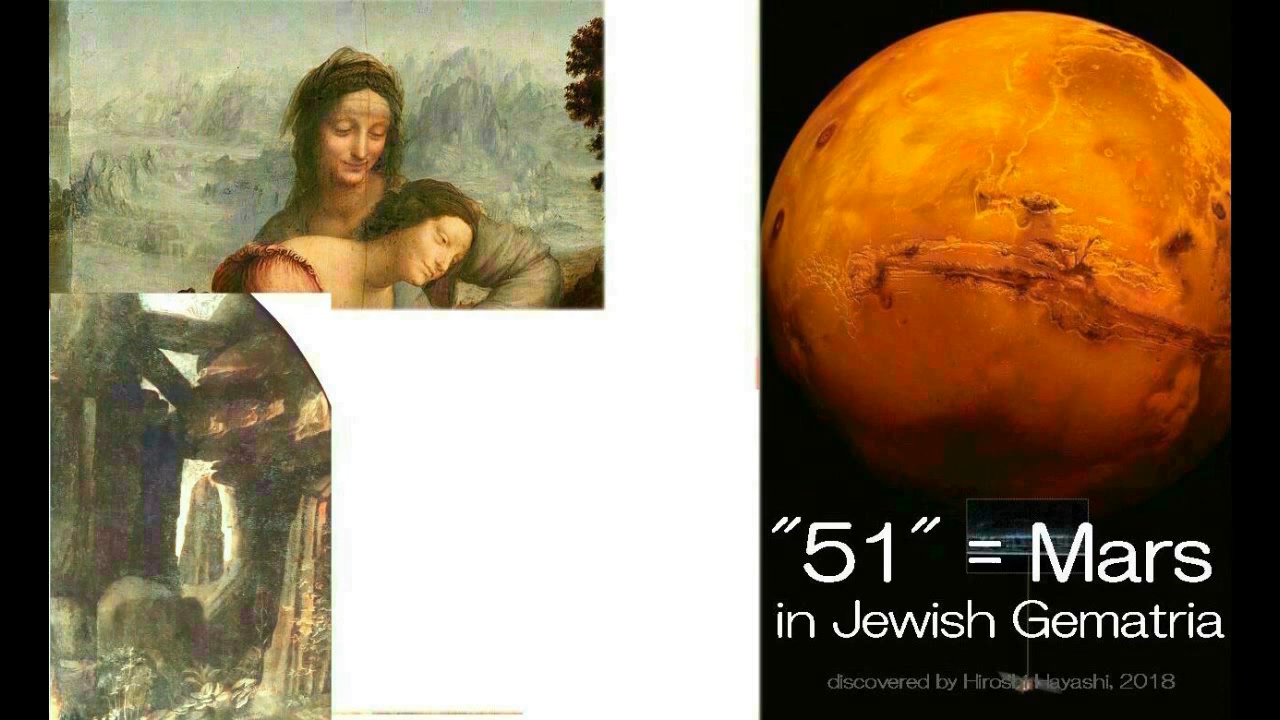 "51" = Mars
in Jewish Gematria
discovered by Hiroshi Hayashi, 2018